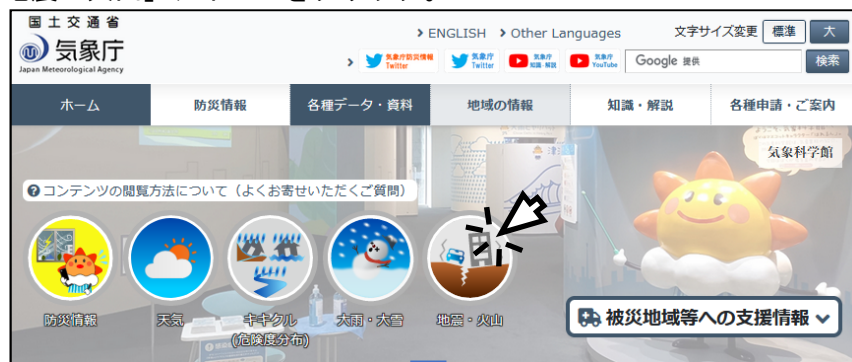 国土交通省
気象庁
Japan Meteorological Agency
ENGLISH Other Languages 文字サイズ変更 標準 大
気象庁防災情報 Twitter 気象庁 Twitter 気象庁 知識・解説 気象庁 YouTube Google 提供 検索
ホーム 防災情報 各種データ・資料 地域の情報 知識・解説 各種申請・ご案内
気象科学館
コンテンツの閲覧方法について（よくお寄せいただくご質問）
防災情報 天気 キキクル(危険度分布) 大雨・大雪 地震・火山
被災地域等への支援情報